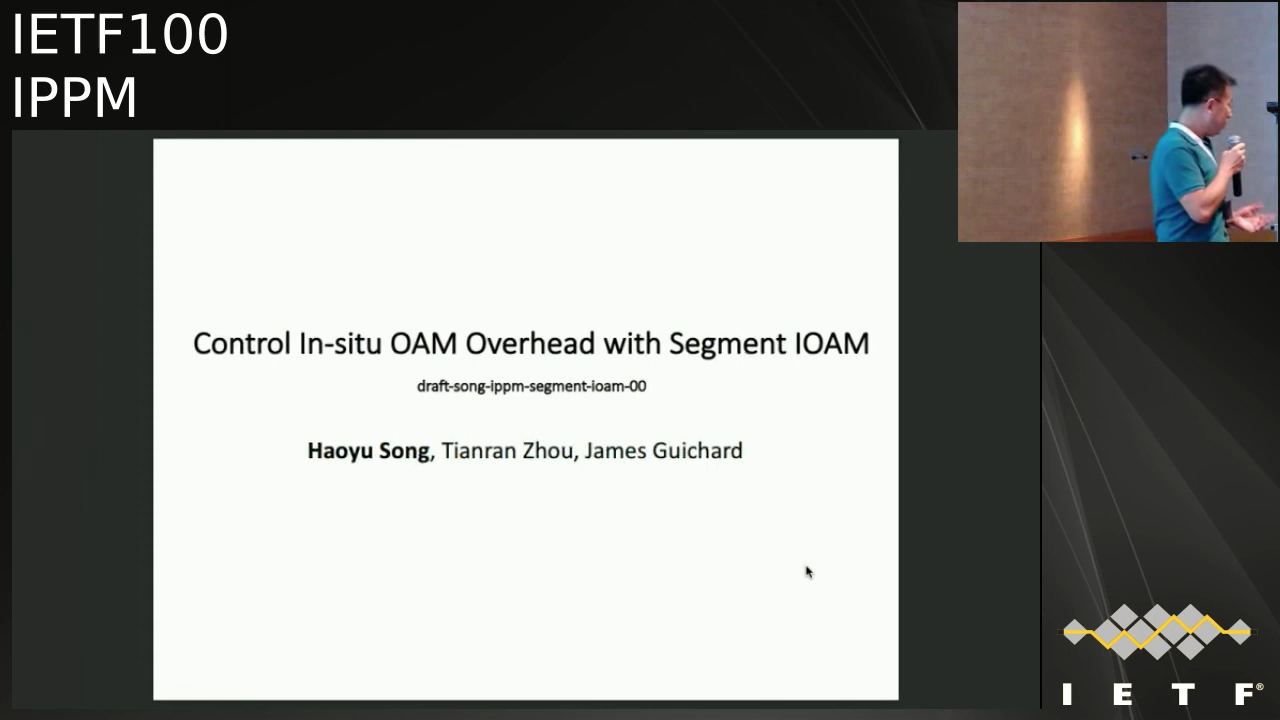 IETF100
IPPM
Control In-situ OAM Overhead with Segment IOAM
draft-song-ippm-segment-ioam-00
Haoyu Song, Tianran Zhou, James Guichard
I E T F®